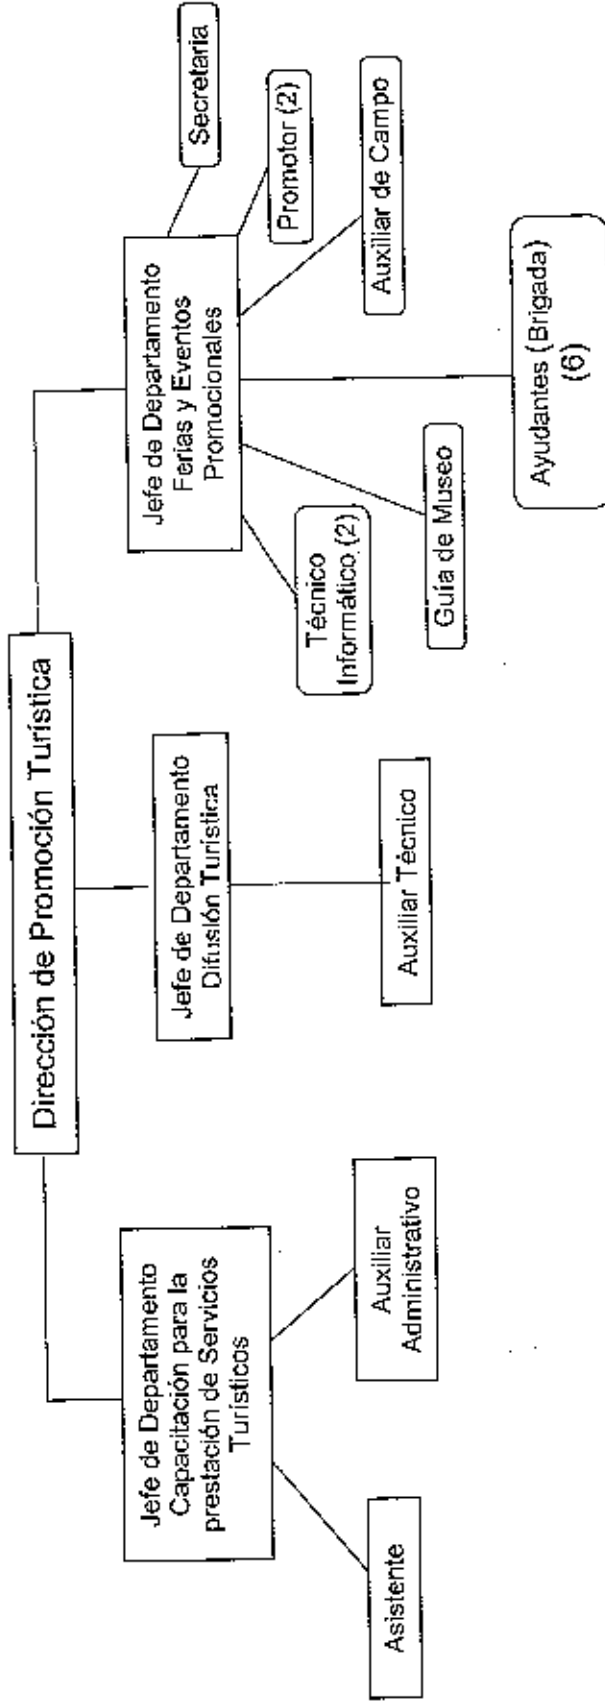 Dirección de Promoción Turística
Jefe de Departamento
Capacitación para la
prestación de Servicios
Turísticos
Asistente
Auxiliar
Administrativo
Jefe de Departamento
Difusión Turística
Auxiliar Técnico
Jefe de Departamento
Ferias y Eventos
Promocionales
Técnico
Informático (2)
Guía de Museo
Ayudantes (Brigada)
(6)
Auxiliar de Campo
Promotor (2)
Secretaria